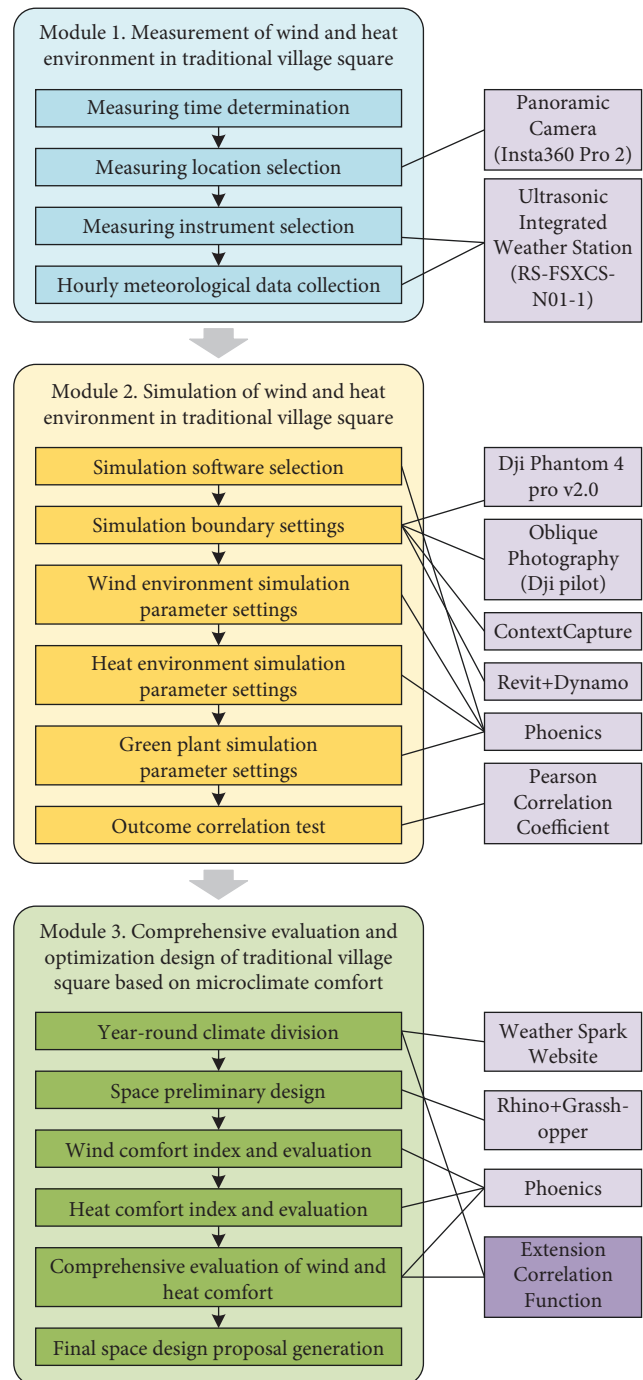 Module 1. Measurement of wind and heat
environment in traditional village square
Measuring time determination
Measuring location selection
Measuring instrument selection
Hourly meteorological data collection
Panoramic
Camera
(Insta360 Pro 2)
Ultrasonic
Integrated
Weather Station
(RS-FSXCS-
N01-1)
Module 2. Simulation of wind and heat
environment in traditional village square
Simulation software selection
Simulation boundary settings
Wind environment simulation
parameter settings
Heat environment simulation
parameter settings
Green plant simulation
parameter settings
Outcome correlation test
Dji Phantom 4
pro v2.0
Oblique
Photography
(Dji pilot)
ContextCapture
Revit+Dynamo
Phoenics
Pearson
Correlation
Coefficient
Module 3. Comprehensive evaluation and
optimization design of traditional village
square based on microclimate comfort
Year-round climate division
Space preliminary design
Wind comfort index and evaluation
Heat comfort index and evaluation
Comprehensive evaluation of wind and
heat comfort
Final space design proposal generation
Weather Spark
Website
Rhino+Grassh-
opper
Phoenics
Extension
Correlation
Function